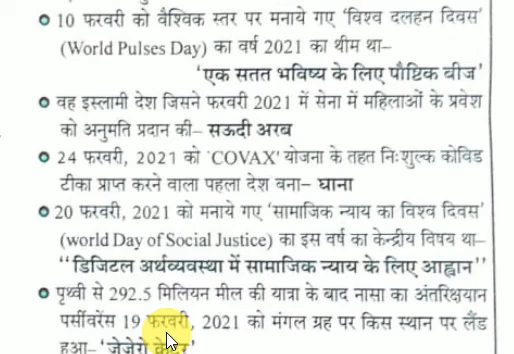 10 फरवरी को वैश्विक स्तर पर मनाये गए ‘विश्व दलहन दिवस’
(World Pulses Day) का वर्ष 2021 का थीम था–
‘एक सतत भविष्य के लिए पौष्टिक बीज’
वह इस्लामी देश जिसने फरवरी 2021 में सेना में महिलाओं के प्रवेश
को अनुमति प्रदान की– सऊदी अरब
24 फरवरी, 2021 को ‘COVAX’ योजना के तहत निःशुल्क कोविड
टीका प्राप्त करने वाला पहला देश बना– घाना
20 फरवरी, 2021 को मनाये गए ‘सामाजिक न्याय का विश्व दिवस’
(world Day of Social Justice) का इस वर्ष का केन्द्रीय विषय था–
‘‘डिजिटल अर्थव्यवस्था में सामाजिक न्याय के लिए आह्वान’’
पृथ्वी से 292.5 मिलियन मील की यात्रा के बाद नासा का अंतरिक्षयान
पर्सीवरेंस 19 फरवरी, 2021 को मंगल ग्रह पर किस स्थान पर लैंड
हुआ– ‘जेजेरो क्रेटर’